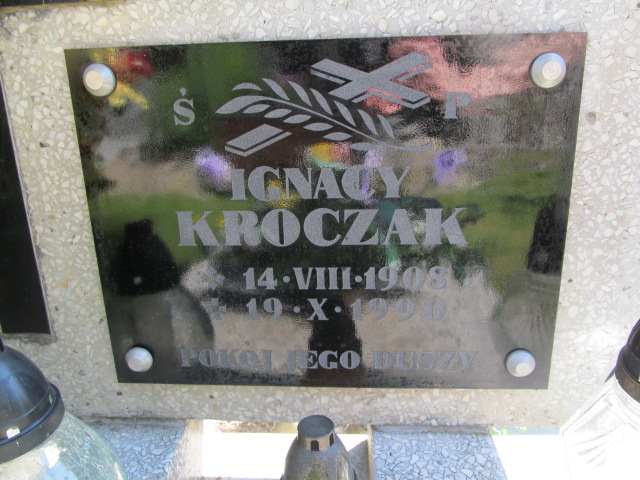 Ś P
IGNACY
KROCZAK
* 14·VIII·1908
+ 19·X·1990
POKÓJ JEGO DUSZY